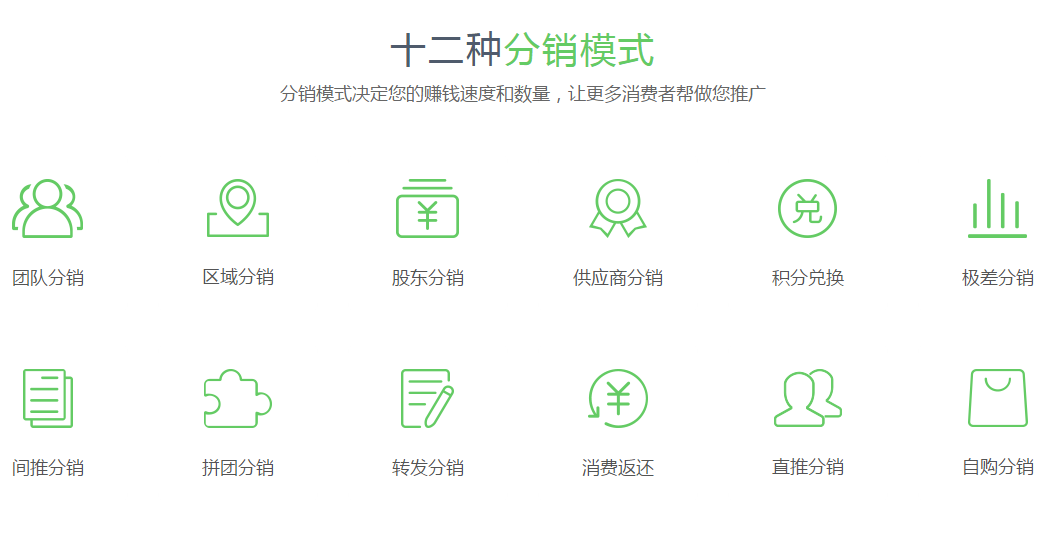 十二种分销模式
分销模式决定您的赚钱速度和数量，让更多消费者帮做您推广
团队分销 区域分销 股东分销 供应商分销 兑 积分兑换 极差分销
间推分销 拼团分销 转发分销 消费返还 直推分销 自购分销